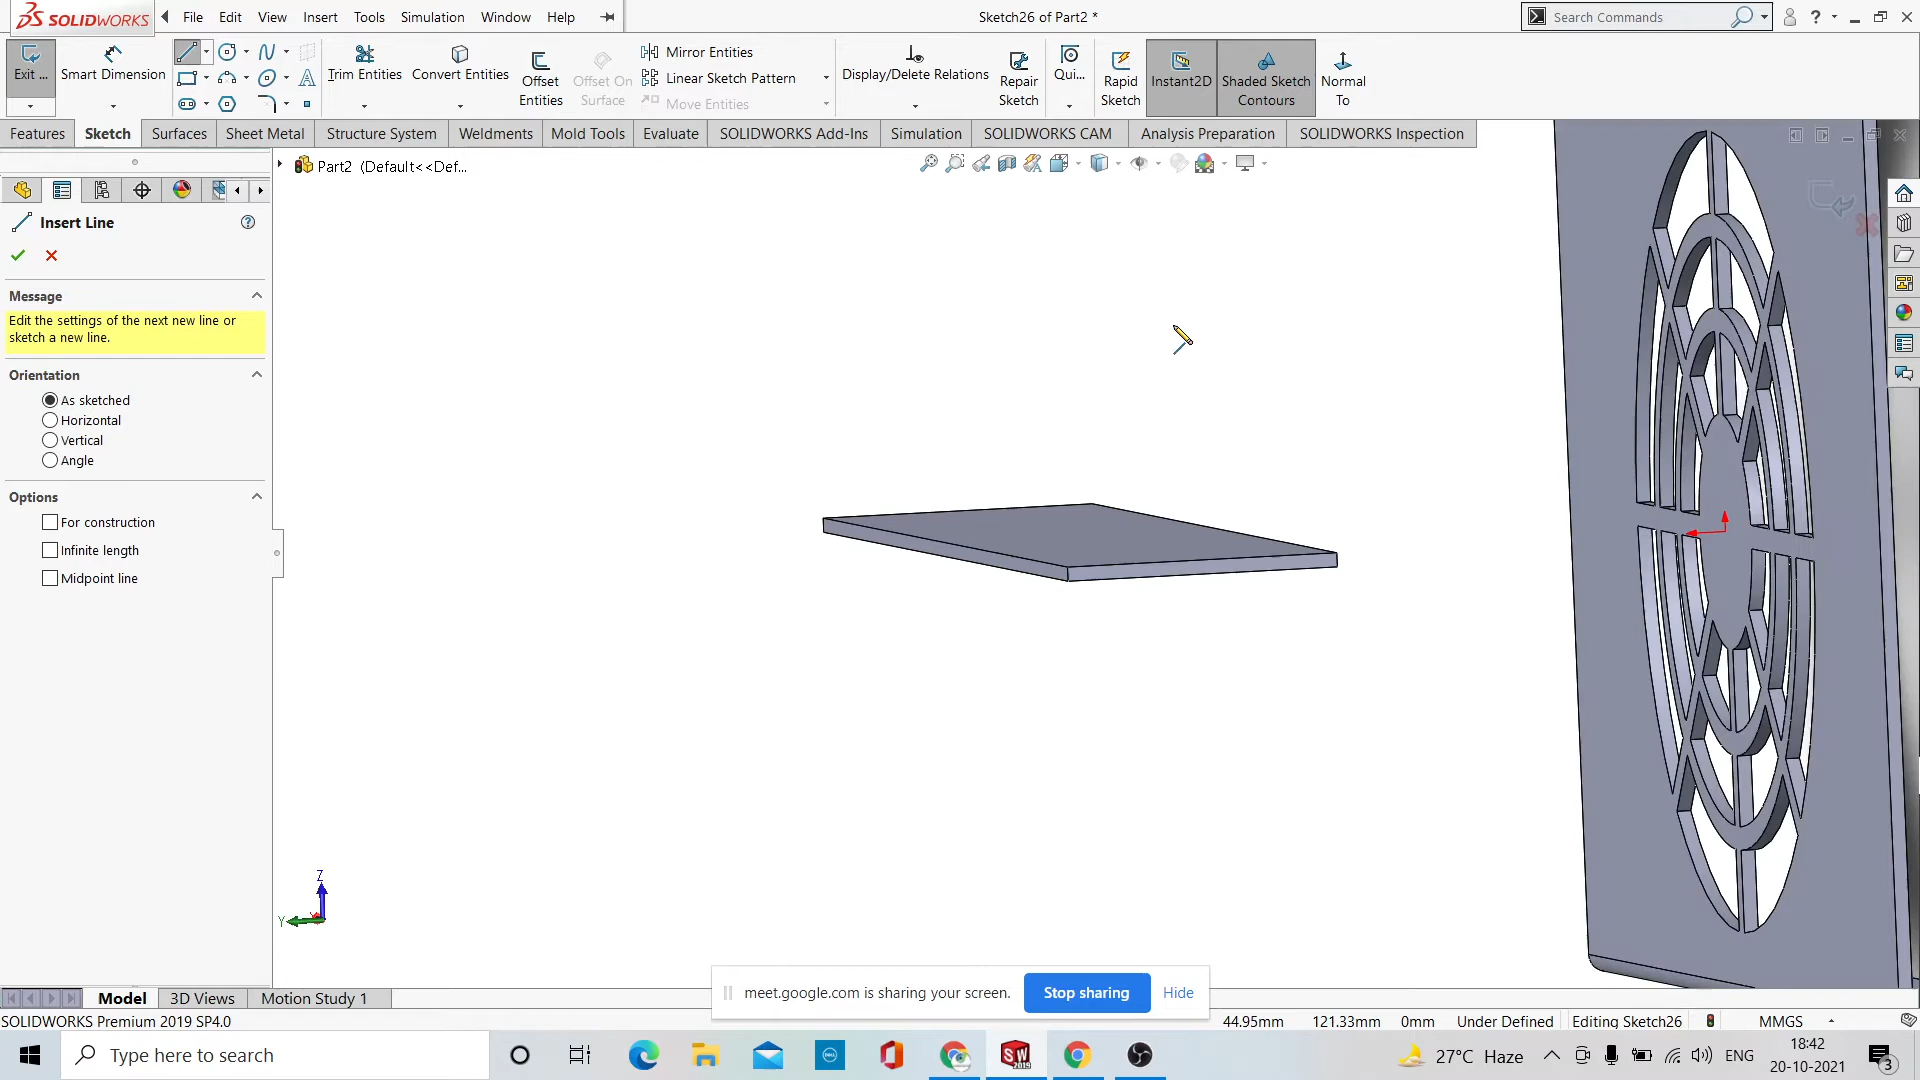 SOLIDWORKS File Edit View Insert Tools Simulation Window Help Sketch26 of Part2 * Search Commands ?
Exit ... Smart Dimension Trim Entities Convert Entities Offset Entities Offset On Surface Mirror Entities Linear Sketch Pattern Move Entities Display/Delete Relations Repair Sketch Qui... Rapid Sketch Instant2D Shaded Sketch Contours Normal To
Features Sketch Surfaces Sheet Metal Structure System Weldments Mold Tools Evaluate SOLIDWORKS Add-Ins Simulation SOLIDWORKS CAM Analysis Preparation SOLIDWORKS Inspection
Part2 (Default<<Def...
Insert Line
Message
Edit the settings of the next new line or
sketch a new line.
Orientation
As sketched
Horizontal
Vertical
Angle
Options
For construction
Infinite length
Midpoint line
Z
Y
meet.google.com is sharing your screen. Stop sharing Hide
Model 3D Views Motion Study 1
SOLIDWORKS Premium 2019 SP4.0 44.95mm 121.33mm 0mm Under Defined Editing Sketch26 MMGS
Type here to search 27°C Haze ENG 18:42
20-10-2021 3